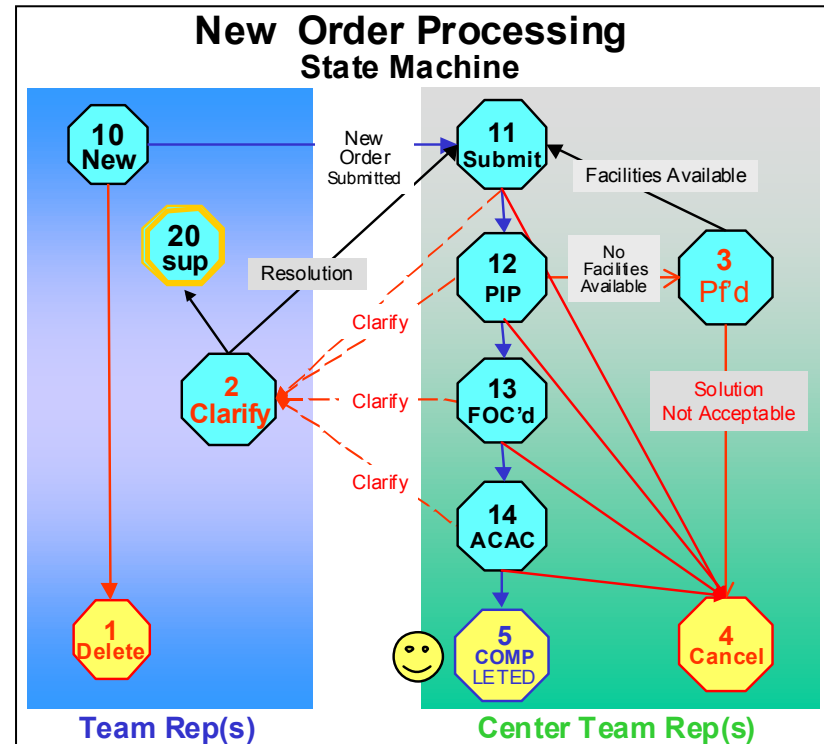 New Order Processing
State Machine
10
New
New
Order
Submitted
11
Submit
Facilities Available
20
sup
Resolution
12
PIP
No
Facilities
Available
3
Pf'd
Clarify
2
Clarify
Clarify
13
FOC'd
Solution
Not Acceptable
Clarify
14
ACAC
1
Delete
5
COMP
LETED
4
Cancel
Team Rep(s)
Center Team Rep(s)